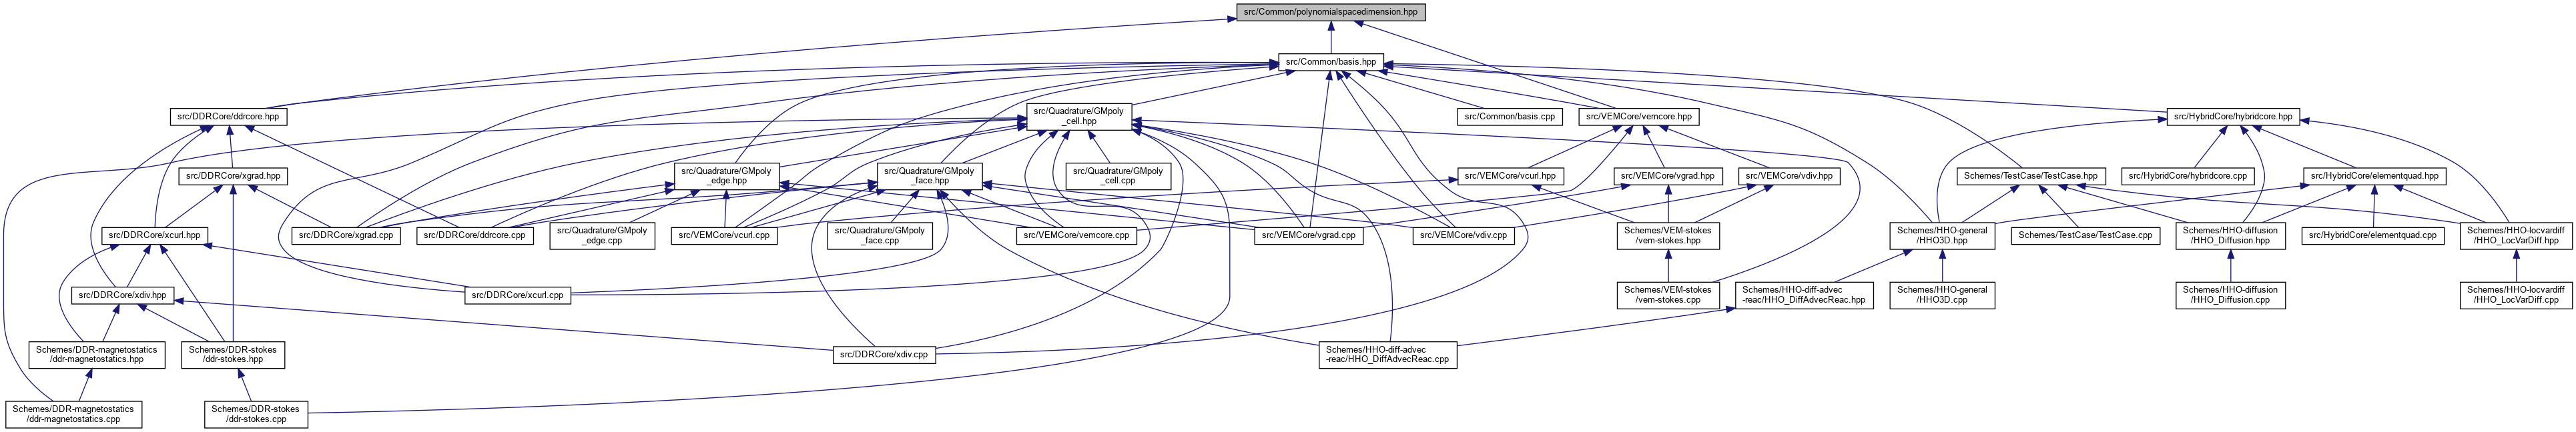 src/Common/polynomialspacedimension.hpp
src/Common/basis.hpp
src/DDRCore/ddrcore.hpp
src/Quadrature/GMpoly
_cell.hpp
src/Common/basis.cpp
src/VEMCore/vemcore.hpp
src/HybridCore/hybridcore.hpp
src/DDRCore/xgrad.hpp
src/Quadrature/GMpoly
_edge.hpp
src/Quadrature/GMpoly
_face.hpp
src/Quadrature/GMpoly
_cell.cpp
src/VEMCore/vcurl.hpp
src/VEMCore/vgrad.hpp
src/VEMCore/vdiv.hpp
Schemes/TestCase/TestCase.hpp
src/HybridCore/hybridcore.cpp
src/HybridCore/elementquad.hpp
src/DDRCore/xcurl.hpp
src/DDRCore/xgrad.cpp
src/DDRCore/ddrcore.cpp
src/Quadrature/GMpoly
_edge.cpp
src/VEMCore/vcurl.cpp
src/Quadrature/GMpoly
_face.cpp
src/VEMCore/vemcore.cpp
src/VEMCore/vgrad.cpp
src/VEMCore/vdiv.cpp
Schemes/VEM-stokes
/vem-stokes.hpp
Schemes/HHO-general
/HHO3D.hpp
Schemes/TestCase/TestCase.cpp
Schemes/HHO-diffusion
/HHO_Diffusion.hpp
src/HybridCore/elementquad.cpp
Schemes/HHO-locvardiff
/HHO_LocVarDiff.hpp
src/DDRCore/xdiv.hpp
src/DDRCore/xcurl.cpp
Schemes/VEM-stokes
/vem-stokes.cpp
Schemes/HHO-diff-advec
-reac/HHO_DiffAdvecReac.hpp
Schemes/HHO-general
/HHO3D.cpp
Schemes/HHO-diffusion
/HHO_Diffusion.cpp
Schemes/HHO-locvardiff
/HHO_LocVarDiff.cpp
Schemes/DDR-magnetostatics
/ddr-magnetostatics.hpp
Schemes/DDR-stokes
/ddr-stokes.hpp
src/DDRCore/xdiv.cpp
Schemes/HHO-diff-advec
-reac/HHO_DiffAdvecReac.cpp
Schemes/DDR-magnetostatics
/ddr-magnetostatics.cpp
Schemes/DDR-stokes
/ddr-stokes.cpp